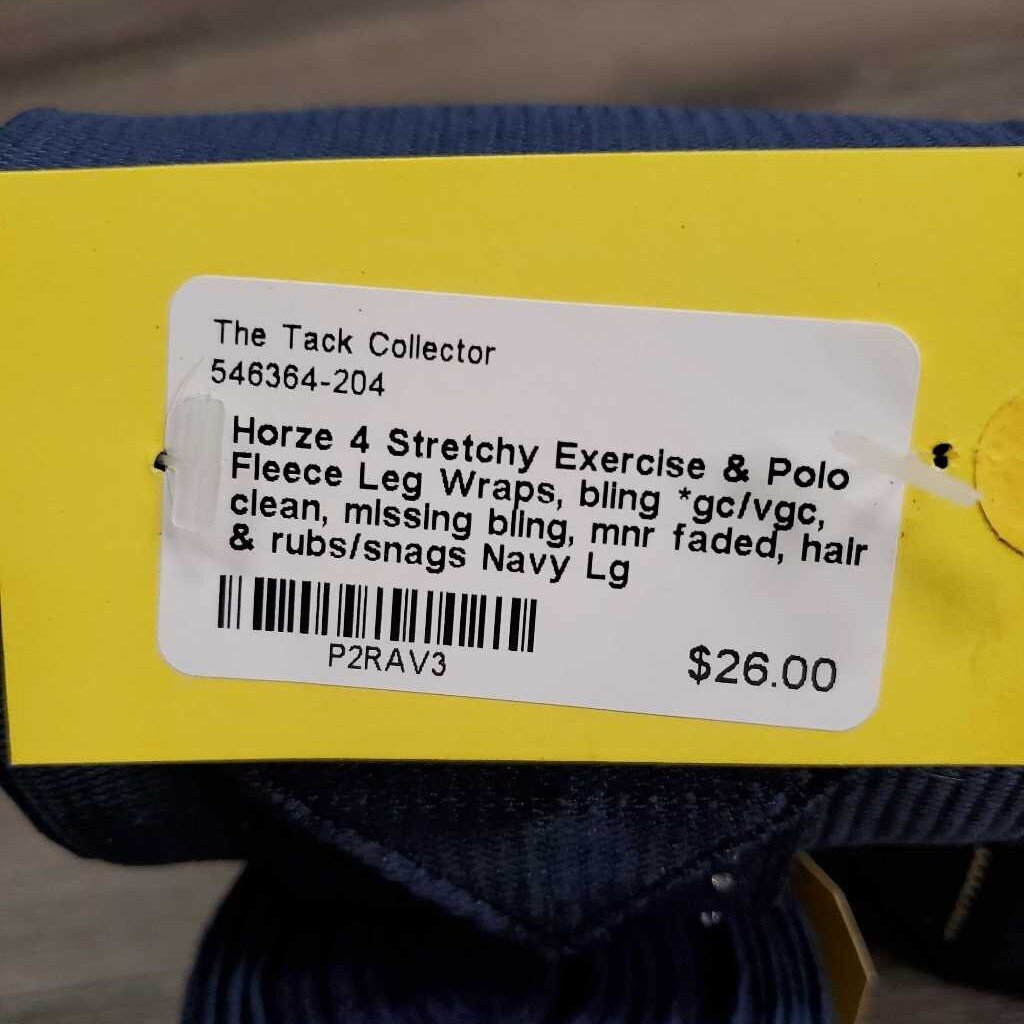 The Tack Collector
546364-204
Horze 4 Stretchy Exercise & Polo
Fleece Leg Wraps, bling *gc/vgc,
clean, missing bling, mnr faded, hair
& rubs/snags Navy Lg
P2RAV3
$26.00